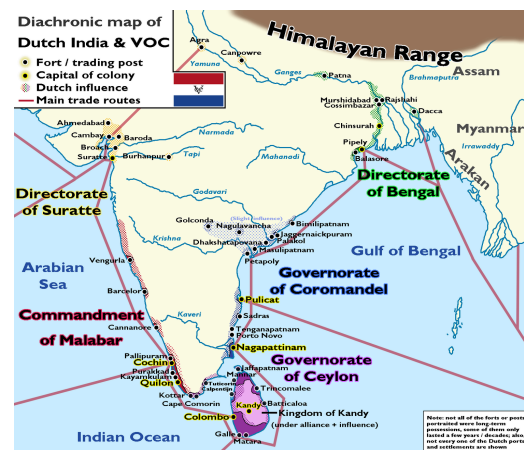 Diachronic map of
Dutch India & VOC
Fort / trading post
Capital of colony
Dutch influence
Main trade routes
Himalayan Range
Agra
Canpowre
Yamuna
Ganges
Patna
Brahmaputra
Assam
Murshidabad
Rajshahi
Cossimbazar
Dacca
Chinsurah
Myanmar
Irrawaddy
Arakan
Pipely
Balasore
Directorate
of Bengal
Ahmedabad
Cambay
Baroda
Broach
Suratte
Burhanpur
Narmada
Tapi
Mahanadi
Directorate
of Suratte
Godavari
Golconda
(Slight influence)
Nagulavancha
Bimilipatnam
Jaggernaickpuram
Dhakshatapovana
Palakol
Masulipatnam
Petapoly
Krishna
Gulf of Bengal
Arabian
Sea
Vengurla
Barcelor
Governorate
of Coromandel
Pulicat
Sadras
Commandment
of Malabar
Cannanore
Kaveri
Tenganapatnam
Porto Novo
Nagapattinam
Pallipuram
Cochin
Purakkad
Kayamkulam
Quilon
Governorate
of Ceylon
Jaffapatnam
Mannar
Tuticorin
Calpentijn
Trincomalee
Kottar
Cape Comorin
Batticaloa
Kandy
Kingdom of Kandy
(under alliance + influence)
Colombo
Galle
Matara
Indian Ocean
Note: not all of the forts or posts
portraited were long-term
possessions, some of them only
lasted a few years / decades; also,
not every one of the Dutch ports
and settlements are shown